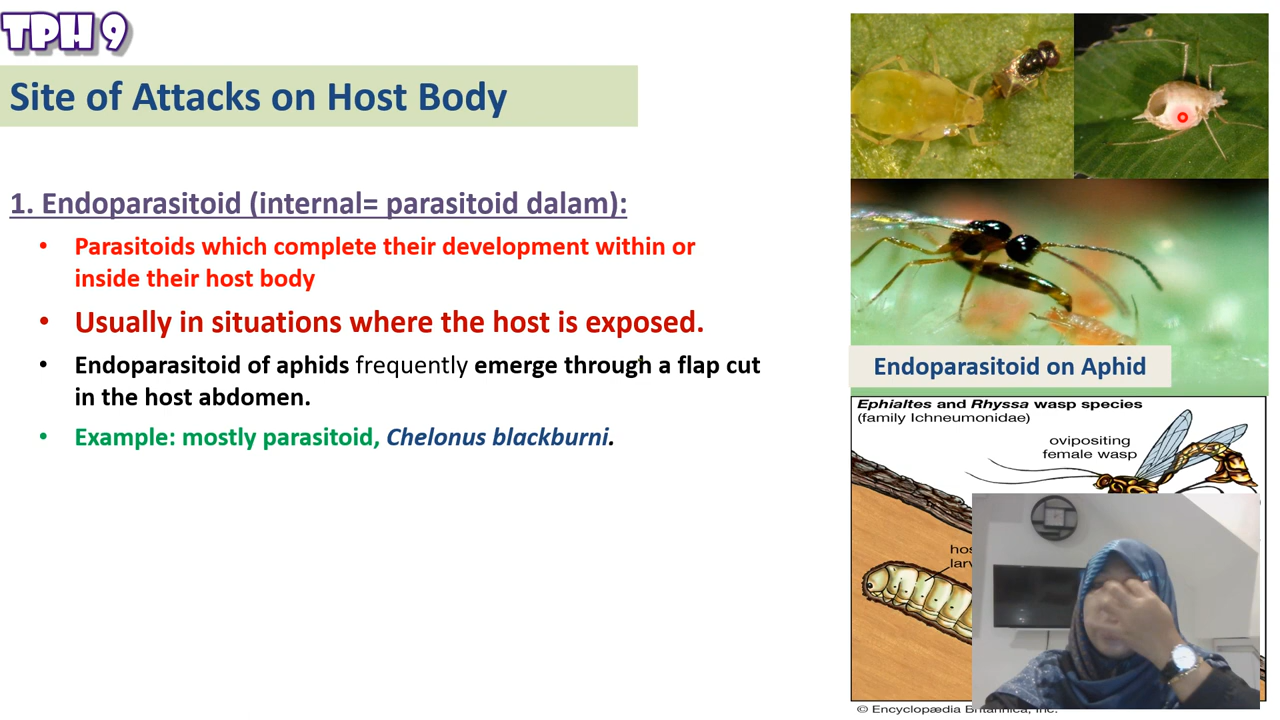 TPH 9
Site of Attacks on Host Body
1. Endoparasitoid (internal= parasitoid dalam):
• Parasitoids which complete their development within or
inside their host body
• Usually in situations where the host is exposed.
• Endoparasitoid of aphids frequently emerge through a flap cut
in the host abdomen.
• Example: mostly parasitoid, Chelonus blackburni.
Endoparasitoid on Aphid
Ephialtes and Rhyssa wasp species
(family Ichneumonidae)
ovipositing
female wasp
© Encyclopædia Britannica, Inc.